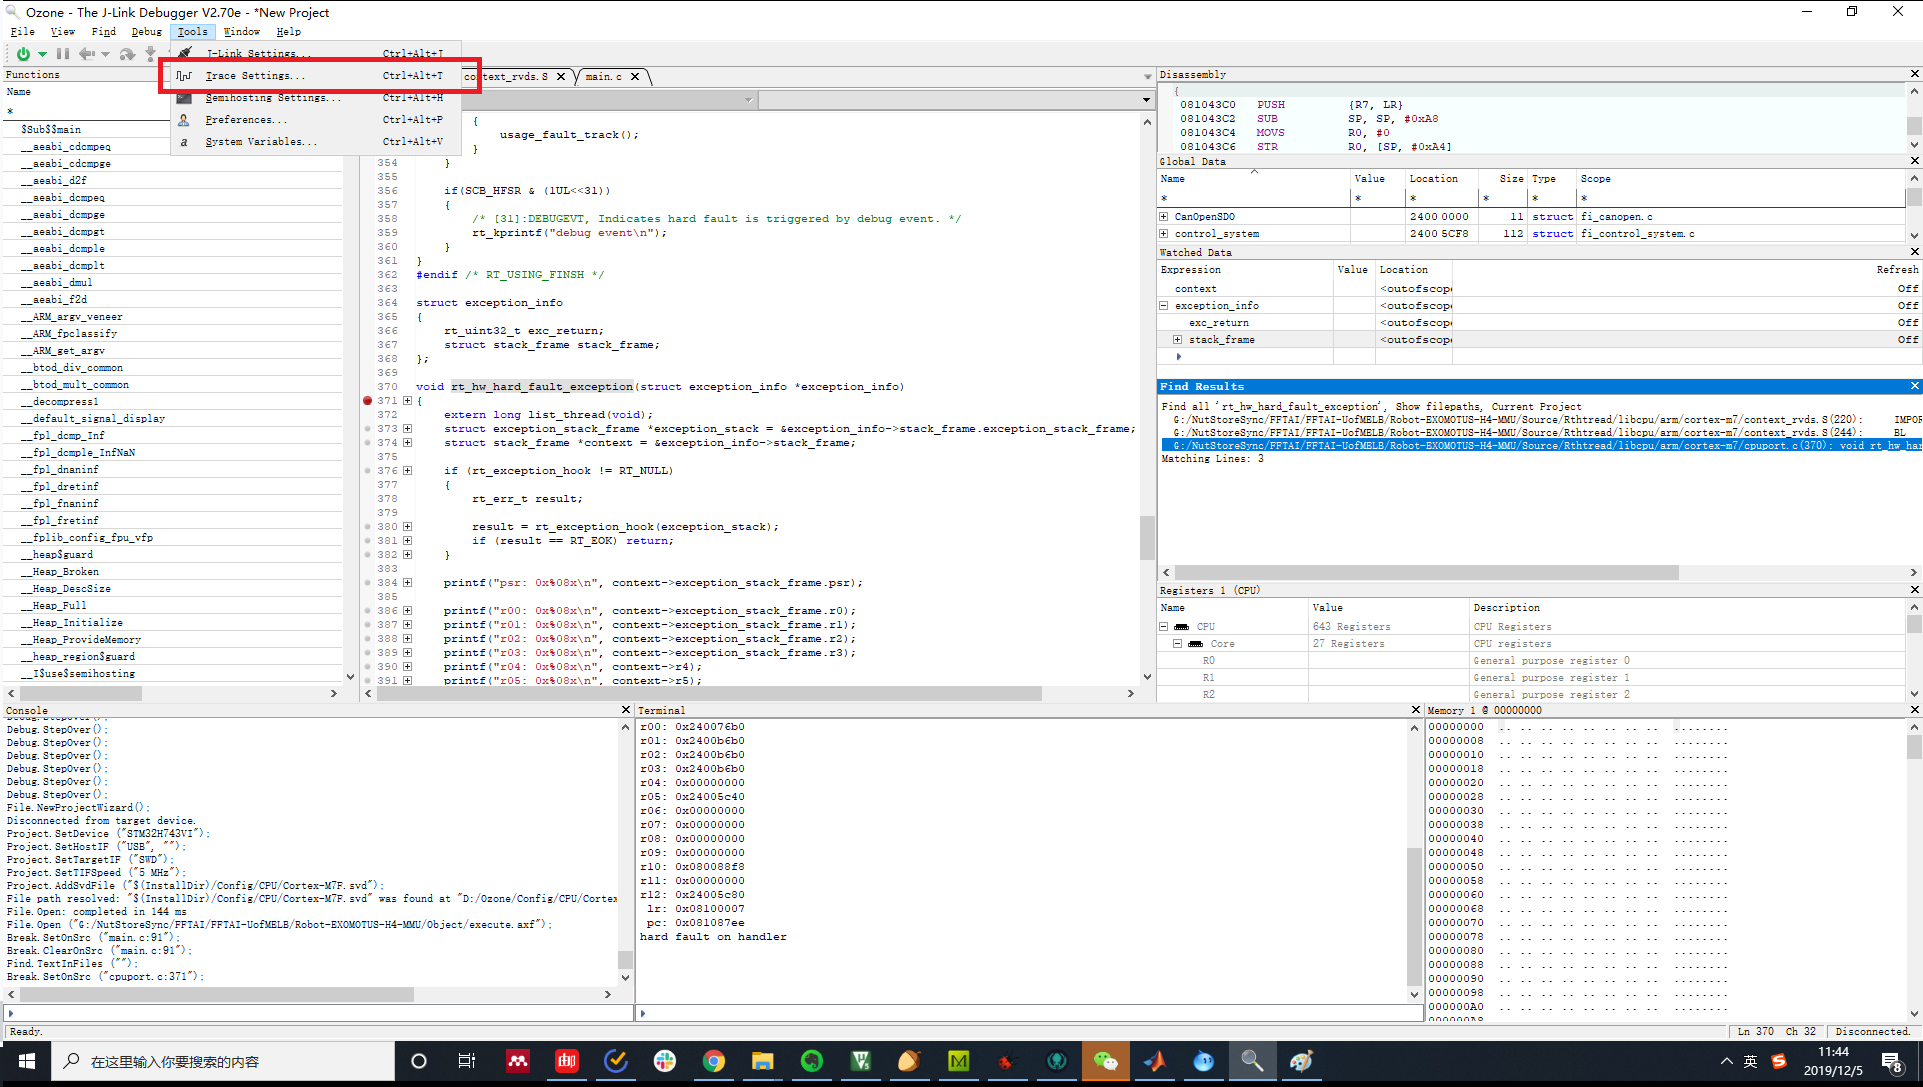 Ozone - The J-Link Debugger V2.70e - *New Project
File View Find Debug Tools Window Help
J-Link Settings... Ctrl+Alt+J
Trace Settings... Ctrl+Alt+T
Semihosting Settings... Ctrl+Alt+H
Preferences... Ctrl+Alt+P
System Variables... Ctrl+Alt+V
Functions
Name
*
$Sub$$main
__aeabi_cdcmpeq
__aeabi_cdcmpge
__aeabi_d2f
__aeabi_dcmpeq
__aeabi_dcmpge
__aeabi_dcmpgt
__aeabi_dcmple
__aeabi_dcmplt
__aeabi_dmul
__aeabi_f2d
__ARM_argv_veneer
__ARM_fpclassify
__ARM_get_argv
__btod_div_common
__btod_mult_common
__decompress1
__default_signal_display
__fpl_dcmp_Inf
__fpl_dcmple_InfNaN
__fpl_dnaninf
__fpl_dretinf
__fpl_fnaninf
__fpl_fretinf
__fplib_config_fpu_vfp
__heap$guard
__Heap_Broken
__Heap_DescSize
__Heap_Full
__Heap_Initialize
__Heap_ProvideMemory
__heap_region$guard
__I$use$semihosting
context_rvds.S main.c
{
usage_fault_track();
}
354 }
355
356 if(SCB_HFSR & (1UL<<31))
357 {
358 /* [31]:DEBUGEVT, Indicates hard fault is triggered by debug event. */
359 rt_kprintf("debug event\n");
360 }
361 }
362 #endif /* RT_USING_FINSH */
363
364 struct exception_info
365 {
366 rt_uint32_t exc_return;
367 struct stack_frame stack_frame;
368 };
369
370 void rt_hw_hard_fault_exception(struct exception_info *exception_info)
371 {
372 extern long list_thread(void);
373 struct exception_stack_frame *exception_stack = &exception_info->stack_frame.exception_stack_frame;
374 struct stack_frame *context = &exception_info->stack_frame;
375
376 if (rt_exception_hook != RT_NULL)
377 {
378 rt_err_t result;
379
380 result = rt_exception_hook(exception_stack);
381 if (result == RT_EOK) return;
382 }
383
384 printf("psr: 0x%08x\n", context->exception_stack_frame.psr);
385
386 printf("r00: 0x%08x\n", context->exception_stack_frame.r0);
387 printf("r01: 0x%08x\n", context->exception_stack_frame.r1);
388 printf("r02: 0x%08x\n", context->exception_stack_frame.r2);
389 printf("r03: 0x%08x\n", context->exception_stack_frame.r3);
390 printf("r04: 0x%08x\n", context->r4);
391 printf("r05: 0x%08x\n", context->r5);
Disassembly
{
081043C0 PUSH {R7, LR}
081043C2 SUB SP, SP, #0xA8
081043C4 MOVS R0, #0
081043C6 STR R0, [SP, #0xA4]
Global Data
Name Value Location Size Type Scope
* * * * * *
CanOpenSDO 2400 0000 11 struct fi_canopen.c
control_system 2400 5CF8 112 struct fi_control_system.c
Watched Data
Expression Value Location Refresh
context <outofscope Off
exception_info <outofscope Off
exc_return <outofscope Off
stack_frame <outofscope Off
Find Results
Find all 'rt_hw_hard_fault_exception', Show filepaths, Current Project
G:/NutStoreSync/FFTAI/FFTAI-UofMELB/Robot-EXOMOTUS-H4-MMU/Source/Rthtread/libcpu/arm/cortex-m7/context_rvds.S(220): IMPOR
G:/NutStoreSync/FFTAI/FFTAI-UofMELB/Robot-EXOMOTUS-H4-MMU/Source/Rthtread/libcpu/arm/cortex-m7/context_rvds.S(244): BL
G:/NutStoreSync/FFTAI/FFTAI-UofMELB/Robot-EXOMOTUS-H4-MMU/Source/Rthtread/libcpu/arm/cortex-m7/cpuport.c(370): void rt_hw_har
Matching Lines: 3
Registers 1 (CPU)
Name Value Description
CPU 643 Registers CPU Registers
Core 27 Registers CPU registers
R0 General purpose register 0
R1 General purpose register 1
R2 General purpose register 2
Console
Debug.StepOver();
Debug.StepOver();
Debug.StepOver();
Debug.StepOver();
Debug.StepOver();
Debug.StepOver();
Debug.StepOver();
File.NewProjectWizard();
Disconnected from target device.
Project.SetDevice ("STM32H743VI");
Project.SetHostIF ("USB", "");
Project.SetTargetIF ("SWD");
Project.SetTIFSpeed ("5 MHz");
Project.AddSvdFile ("$(InstallDir)/Config/CPU/Cortex-M7F.svd");
File path resolved: "$(InstallDir)/Config/CPU/Cortex-M7F.svd" was found at "D:/Ozone/Config/CPU/Cortex
File.Open: completed in 144 ms
File.Open ("G:/NutStoreSync/FFTAI/FFTAI-UofMELB/Robot-EXOMOTUS-H4-MMU/Object/execute.axf");
Break.SetOnSrc ("main.c:91");
Break.ClearOnSrc ("main.c:91");
Find.TextInFiles ("");
Break.SetOnSrc ("cpuport.c:371");
Terminal
r00: 0x240076b0
r01: 0x2400b6b0
r02: 0x2400b6b0
r03: 0x2400b6b0
r04: 0x00000000
r05: 0x24005c40
r06: 0x00000000
r07: 0x00000000
r08: 0x00000000
r09: 0x00000000
r10: 0x080088f8
r11: 0x00000000
r12: 0x24005c80
lr: 0x08100007
pc: 0x081087ee
hard fault on handler
Memory 1 @ 00000000
00000000 .. .. .. .. .. .. .. .. ........
00000008 .. .. .. .. .. .. .. .. ........
00000010 .. .. .. .. .. .. .. .. ........
00000018 .. .. .. .. .. .. .. .. ........
00000020 .. .. .. .. .. .. .. .. ........
00000028 .. .. .. .. .. .. .. .. ........
00000030 .. .. .. .. .. .. .. .. ........
00000038 .. .. .. .. .. .. .. .. ........
00000040 .. .. .. .. .. .. .. .. ........
00000048 .. .. .. .. .. .. .. .. ........
00000050 .. .. .. .. .. .. .. .. ........
00000058 .. .. .. .. .. .. .. .. ........
00000060 .. .. .. .. .. .. .. .. ........
00000068 .. .. .. .. .. .. .. .. ........
00000070 .. .. .. .. .. .. .. .. ........
00000078 .. .. .. .. .. .. .. .. ........
00000080 .. .. .. .. .. .. .. .. ........
00000088 .. .. .. .. .. .. .. .. ........
00000090 .. .. .. .. .. .. .. .. ........
00000098 .. .. .. .. .. .. .. .. ........
000000A0 .. .. .. .. .. .. .. .. ........
000000A8
Ready. Ln 370 Ch 32 Disconnected.
在这里输入你要搜索的内容
英
11:44
2019/12/5
8